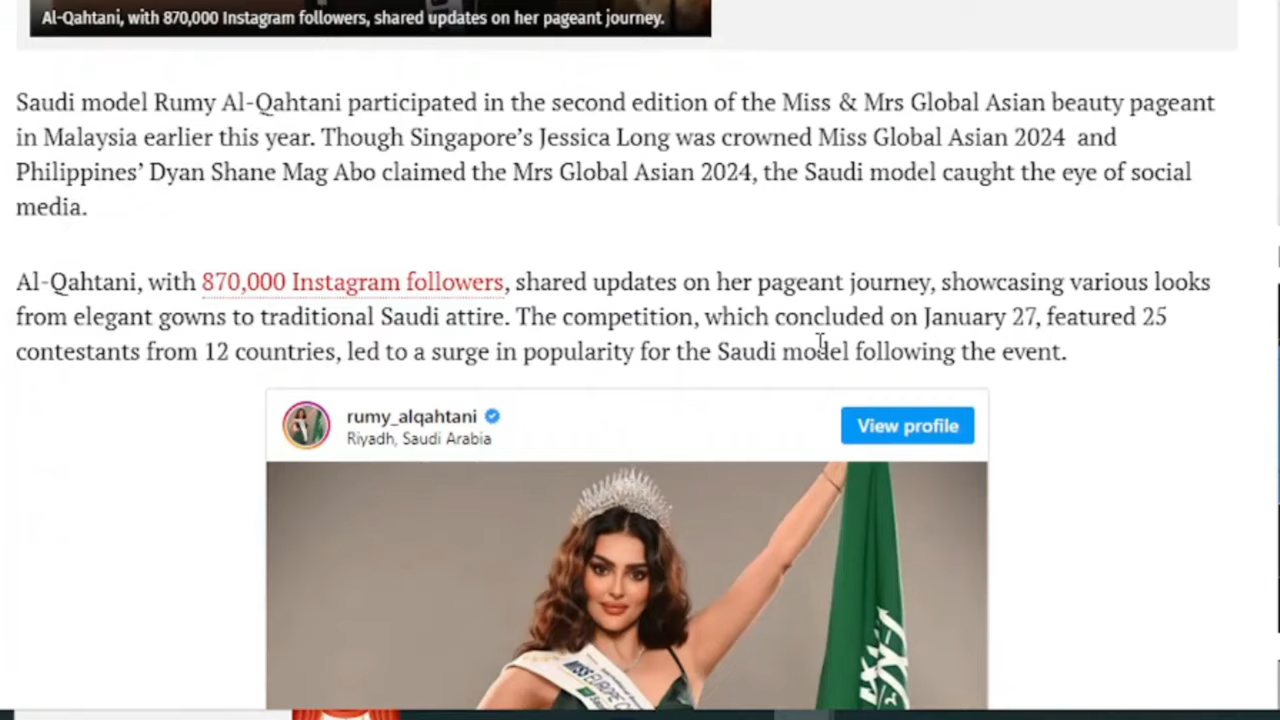 Al-Qahtani, with 870,000 Instagram followers, shared updates on her pageant journey.
Saudi model Rumy Al-Qahtani participated in the second edition of the Miss & Mrs Global Asian beauty pageant
in Malaysia earlier this year. Though Singapore’s Jessica Long was crowned Miss Global Asian 2024 and
Philippines’ Dyan Shane Mag Abo claimed the Mrs Global Asian 2024, the Saudi model caught the eye of social
media.
Al-Qahtani, with 870,000 Instagram followers, shared updates on her pageant journey, showcasing various looks
from elegant gowns to traditional Saudi attire. The competition, which concluded on January 27, featured 25
contestants from 12 countries, led to a surge in popularity for the Saudi model following the event.
rumy_alqahtani
Riyadh, Saudi Arabia
View profile
MISS EUROPE